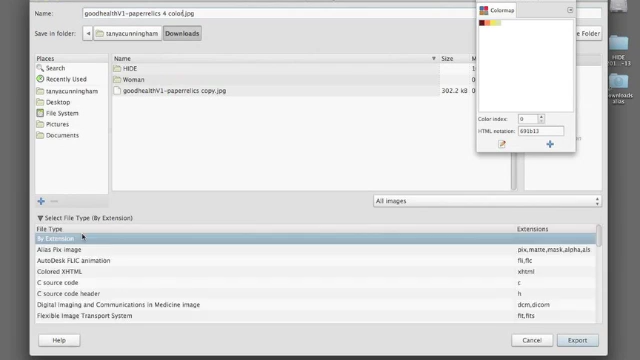 Name:
goodhealthV1-paperrelics 4 color.jpg
Colormap
Save in folder:
tanyacunningham
Downloads
Folder
Places
Name
Size
Search
HIDE
Recently Used
Woman
tanyacunningham
goodhealthV1-paperrelics copy.jpg
302.2 kB
Desktop
File System
Pictures
Documents
Color index:
0
HTML notation:
691b13
All images
Select File Type (By Extension)
File Type
Extensions
By Extension
Alias Pix image
pix,matte,mask,alpha,als
AutoDesk FLIC animation
fli,flc
Colored XHTML
xhtml
C source code
c
C source code header
h
Digital Imaging and Communications in Medicine image
dcm,dicom
Flexible Image Transport System
fit,fits
Help
Cancel
Export
HIDE
Downloads
alias